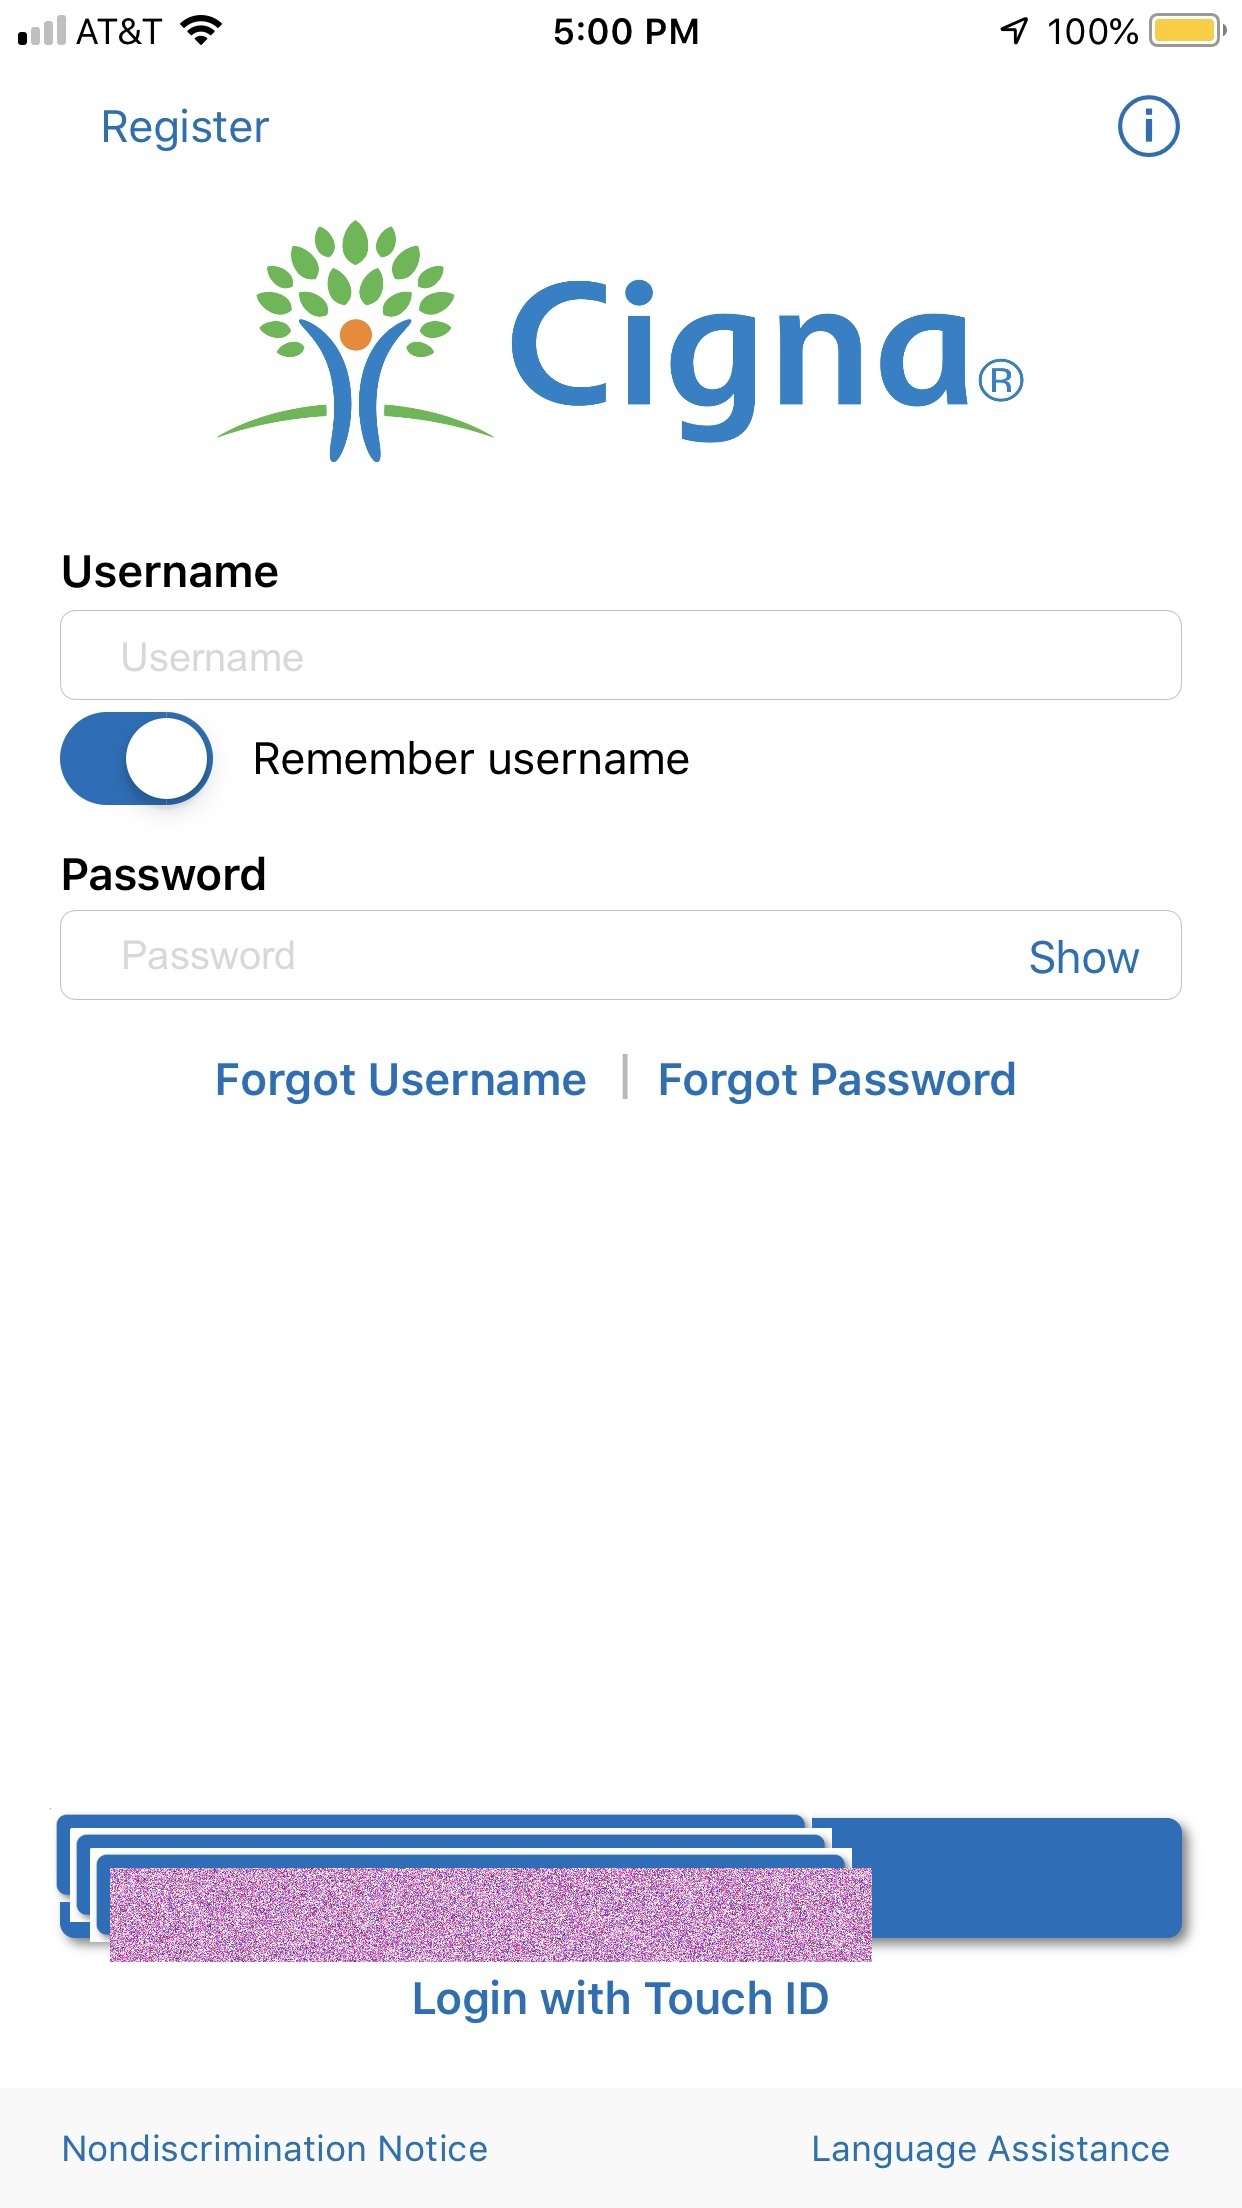 AT&T 5:00 PM 100%
Register
Cigna®
Username
Username
Remember username
Password
Password Show
Forgot Username | Forgot Password
Login with Touch ID
Nondiscrimination Notice Language Assistance